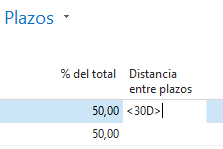 Plazos
% del total Distancia
entre plazos
50,00 <30D>
50,00